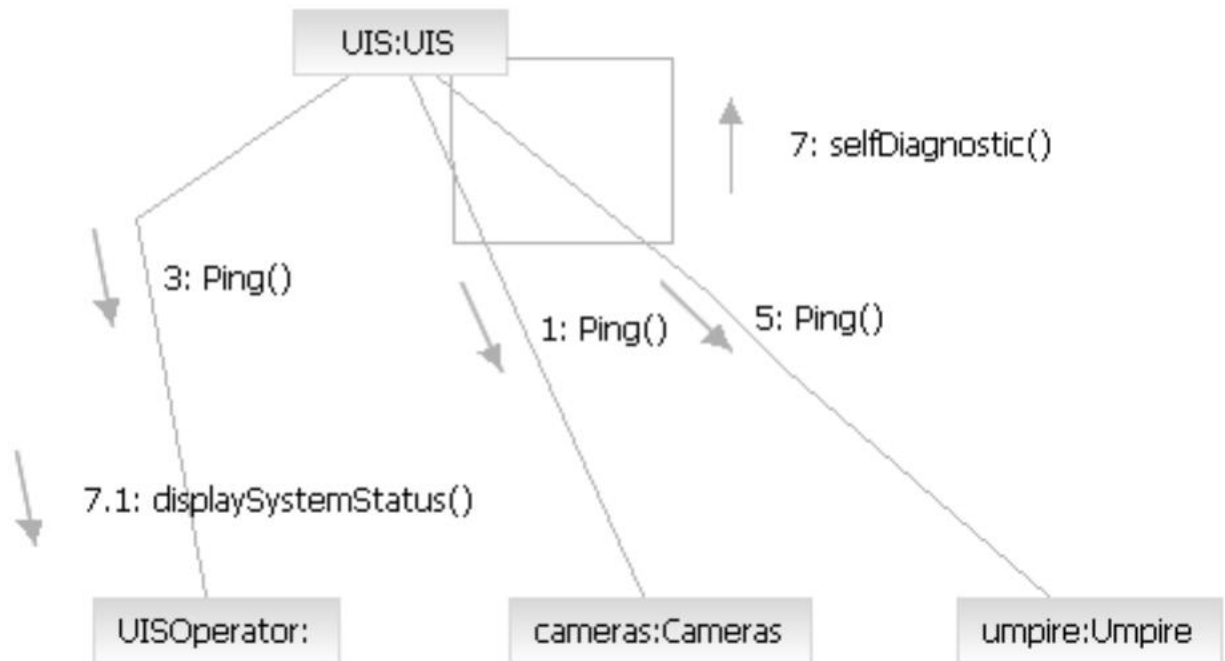 UIS:UIS
7: selfDiagnostic()
3: Ping()
1: Ping()
5: Ping()
7.1: displaySystemStatus()
UISOperator:
cameras:Cameras
umpire:Umpire